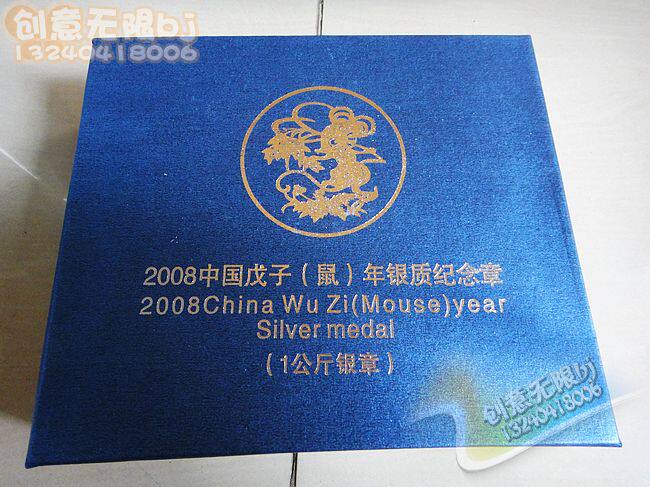 创意无限bj
13240418006
2008中国戊子(鼠)年银质纪念章
2008China Wu Zi(Mouse)year
Silver medal
(1公斤银章)
创意无限bj
13240418006